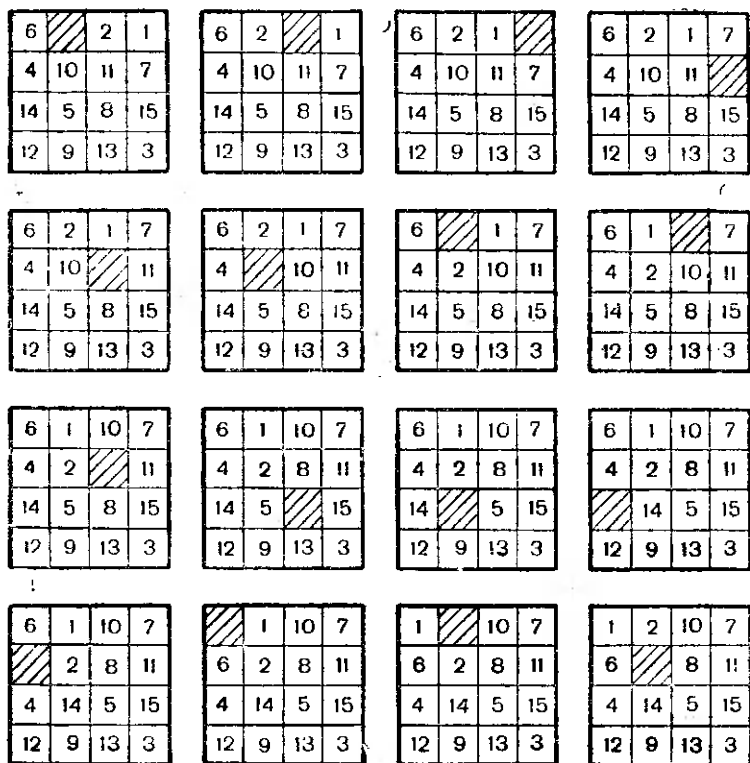 6 2 1 6 2 1 6 2 1 6 2 1 7
4 10 11 7 4 10 11 7 4 10 11 7 4 10 11
14 5 8 15 14 5 8 15 14 5 8 15 14 5 8 15
12 9 13 3 12 9 13 3 12 9 13 3 12 9 13 3
6 2 1 7 6 2 1 7 6 1 7 6 1 7
4 10 11 4 10 11 4 2 10 11 4 2 10 11
14 5 8 15 14 5 8 15 14 5 8 15 14 5 8 15
12 9 13 3 12 9 13 3 12 9 13 3 12 9 13 3
6 1 10 7 6 1 10 7 6 1 10 7 6 1 10 7
4 2 11 4 2 8 11 4 2 8 11 4 2 8 11
14 5 8 15 14 5 15 14 5 15 14 5 15
12 9 13 3 12 9 13 3 12 9 13 3 12 9 13 3
6 1 10 7 1 10 7 1 10 7 1 2 10 7
2 8 11 6 2 8 11 6 2 8 11 6 8 11
4 14 5 15 4 14 5 15 4 14 5 15 4 14 5 15
12 9 13 3 12 9 13 3 12 9 13 3 12 9 13 3